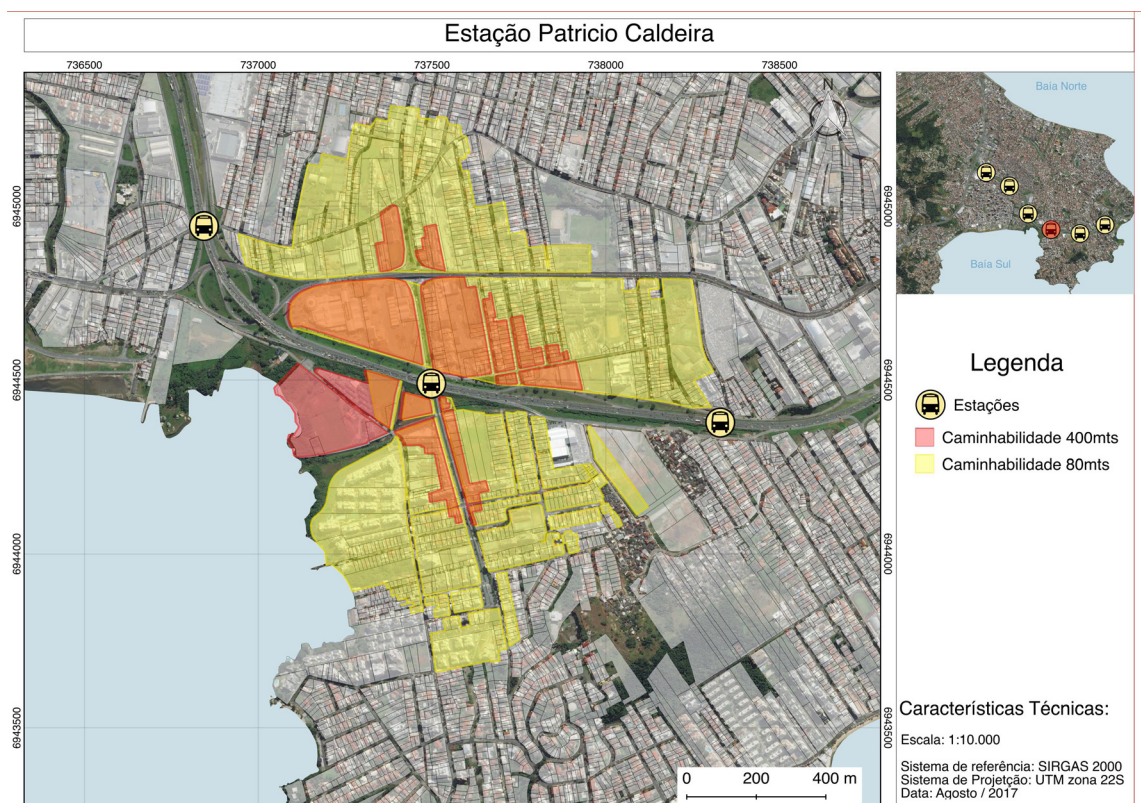 Estação Patricio Caldeira
736500
737000
737500
738000
738500
N
Baía Norte
6945000
6945000
Baía Sul
6944500
6944500
Legenda
Estações
Caminhabilidade 400mts
Caminhabilidade 80mts
6944000
6944000
6943500
6943500
Características Técnicas:
Escala: 1:10.000
Sistema de referência: SIRGAS 2000
Sistema de Projetção: UTM zona 22S
Data: Agosto / 2017
0 200 400 m